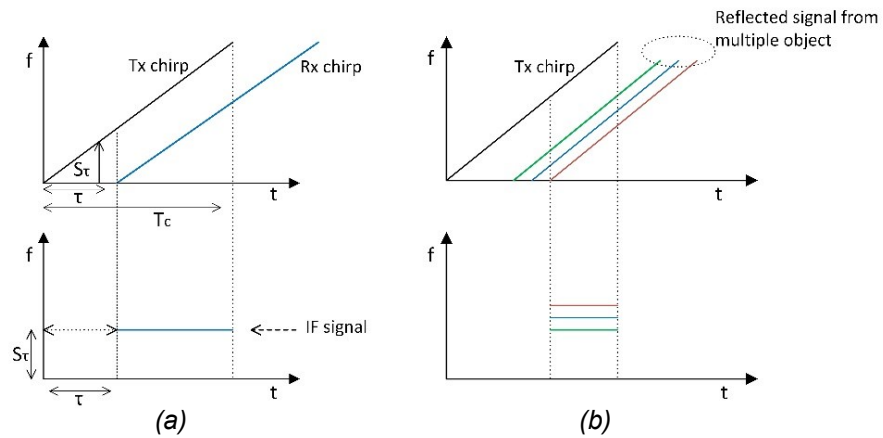 f
Tx chirp
Rx chirp
Sτ
τ
t
Tc
f
Sτ
IF signal
τ
t
(a)
Reflected signal from
multiple object
f
Tx chirp
t
f
t
(b)